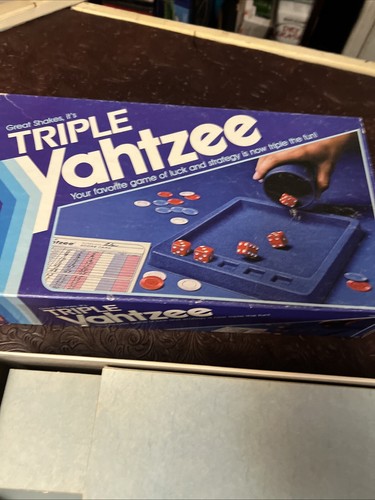 Great Shakes, it's
TRIPLE
Yahtzee
Your favorite game of luck and strategy is now triple the fun!
TRIPLE
Yahtzee